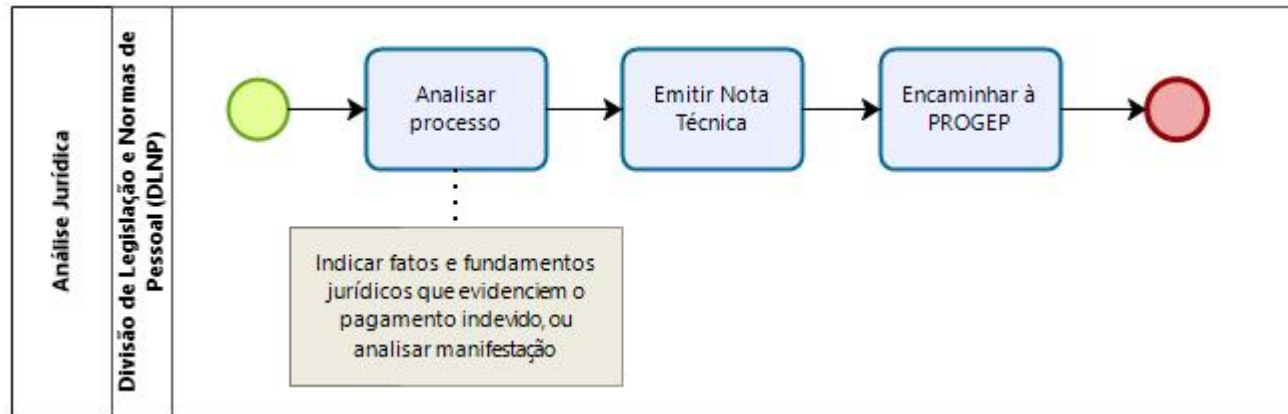 Análise Jurídica
Divisão de Legislação e Normas de
Pessoal (DLNP)
Analisar
processo
Emitir Nota
Técnica
Encaminhar à
PROGEP
Indicar fatos e fundamentos
jurídicos que evidenciem o
pagamento indevido, ou
analisar manifestação